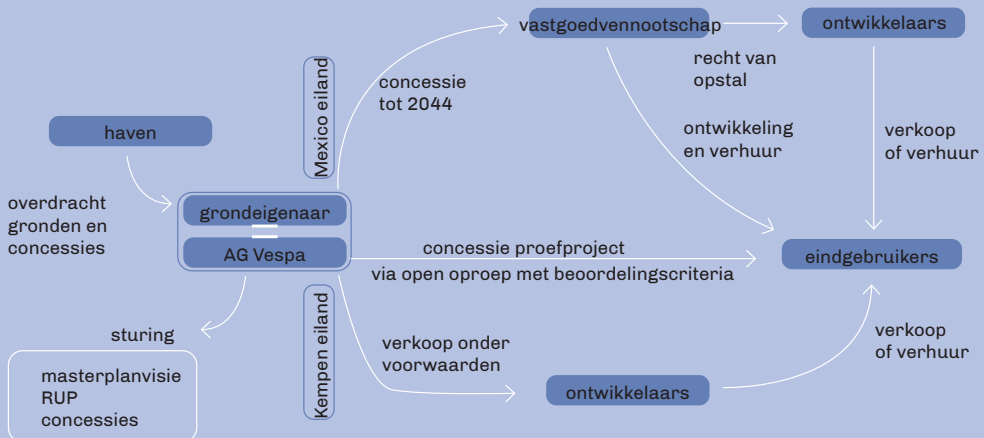 vastgoedvennootschap
ontwikkelaars
Mexico eiland
concessie
tot 2044
recht van
opstal
haven
ontwikkeling
en verhuur
verkoop
of verhuur
overdracht
gronden en
concessies
grondeigenaar
=
AG Vespa
concessie proefproject
via open oproep met beoordelingscriteria
eindgebruikers
Kempen eiland
sturing
masterplanvisie
RUP
concessies
verkoop onder
voorwaarden
ontwikkelaars
verkoop
of verhuur